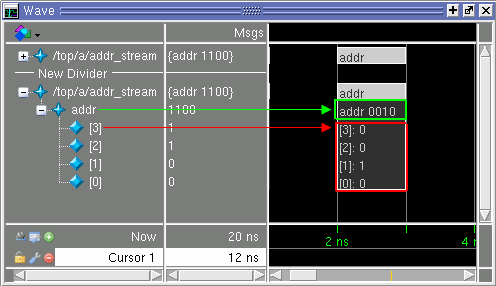 Wave
Msgs
/top/a/addr_stream {addr 1100} addr
New Divider
/top/a/addr_stream {addr 1100} addr
addr 1100 addr 0010
[3] 1 [3]: 0
[2] 1 [2]: 0
[1] 0 [1]: 1
[0] 0 [0]: 0
Now 20 ns 2 ns 4 n
Cursor 1 12 ns